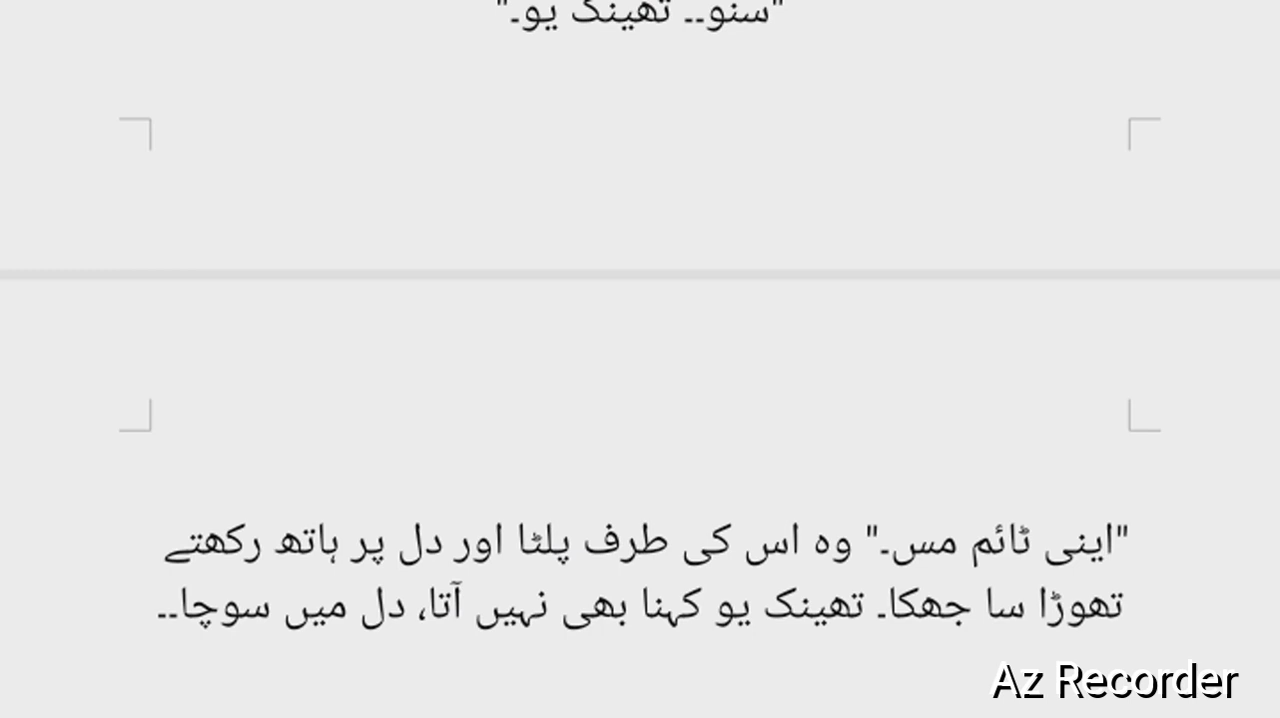 "سنو۔۔ تھینک یو۔"
"اینی ٹائم مس۔" وہ اس کی طرف پلٹا اور دل پر ہاتھ رکھتے
تھوڑا سا جھکا۔ تھینک یو کہنا بھی نہیں آتا، دل میں سوچا۔۔
Az Recorder